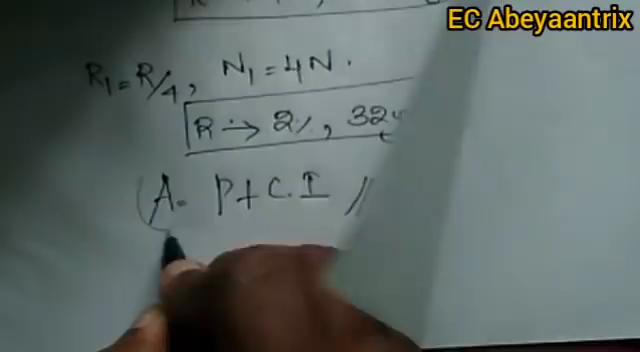 EC Abeyaantrix
R₁ = R/4, N₁ = 4N.
R → 2%, 32
(A = P + C.I